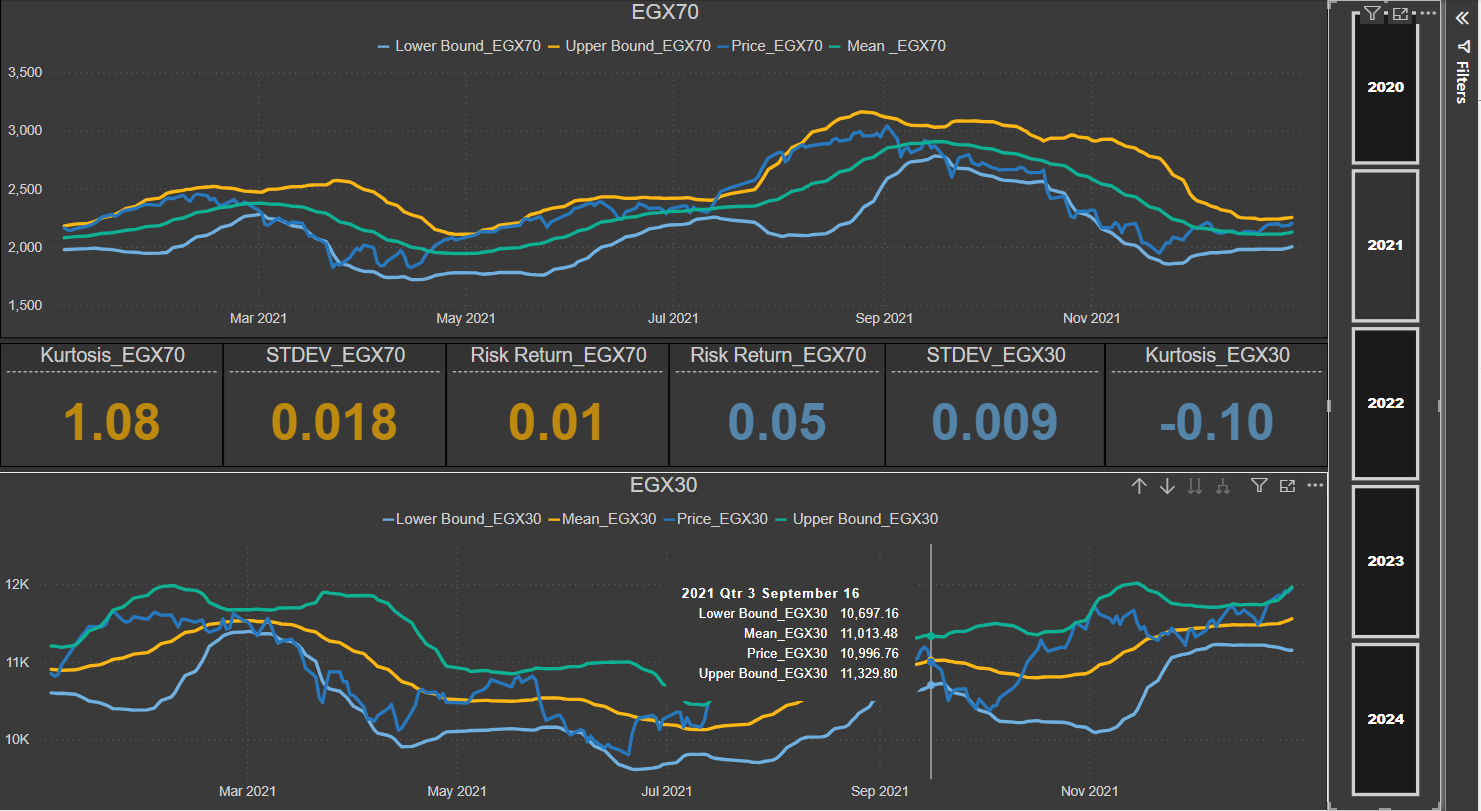 EGX70
Lower Bound_EGX70 Upper Bound_EGX70 Price_EGX70 Mean _EGX70
3,500
3,000
2,500
2,000
1,500
Mar 2021 May 2021 Jul 2021 Sep 2021 Nov 2021
Kurtosis_EGX70 STDEV_EGX70 Risk Return_EGX70 Risk Return_EGX70 STDEV_EGX30 Kurtosis_EGX30
1.08 0.018 0.01 0.05 0.009 -0.10
EGX30
Lower Bound_EGX30 Mean_EGX30 Price_EGX30 Upper Bound_EGX30
12K
11K
10K
2021 Qtr 3 September 16
Lower Bound_EGX30 10,697.16
Mean_EGX30 11,013.48
Price_EGX30 10,996.76
Upper Bound_EGX30 11,329.80
Mar 2021 May 2021 Jul 2021 Sep 2021 Nov 2021
2020
2021
2022
2023
2024
Filters